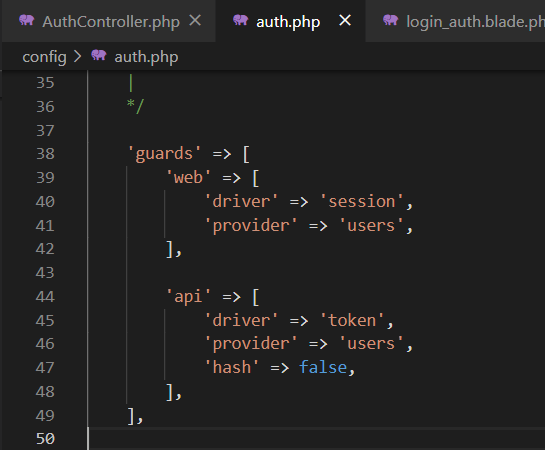 AuthController.php × auth.php × login_auth.blade.ph
config > auth.php
35 |
36 */
37
38 'guards' => [
39 'web' => [
40 'driver' => 'session',
41 'provider' => 'users',
42 ],
43
44 'api' => [
45 'driver' => 'token',
46 'provider' => 'users',
47 'hash' => false,
48 ],
49 ],
50